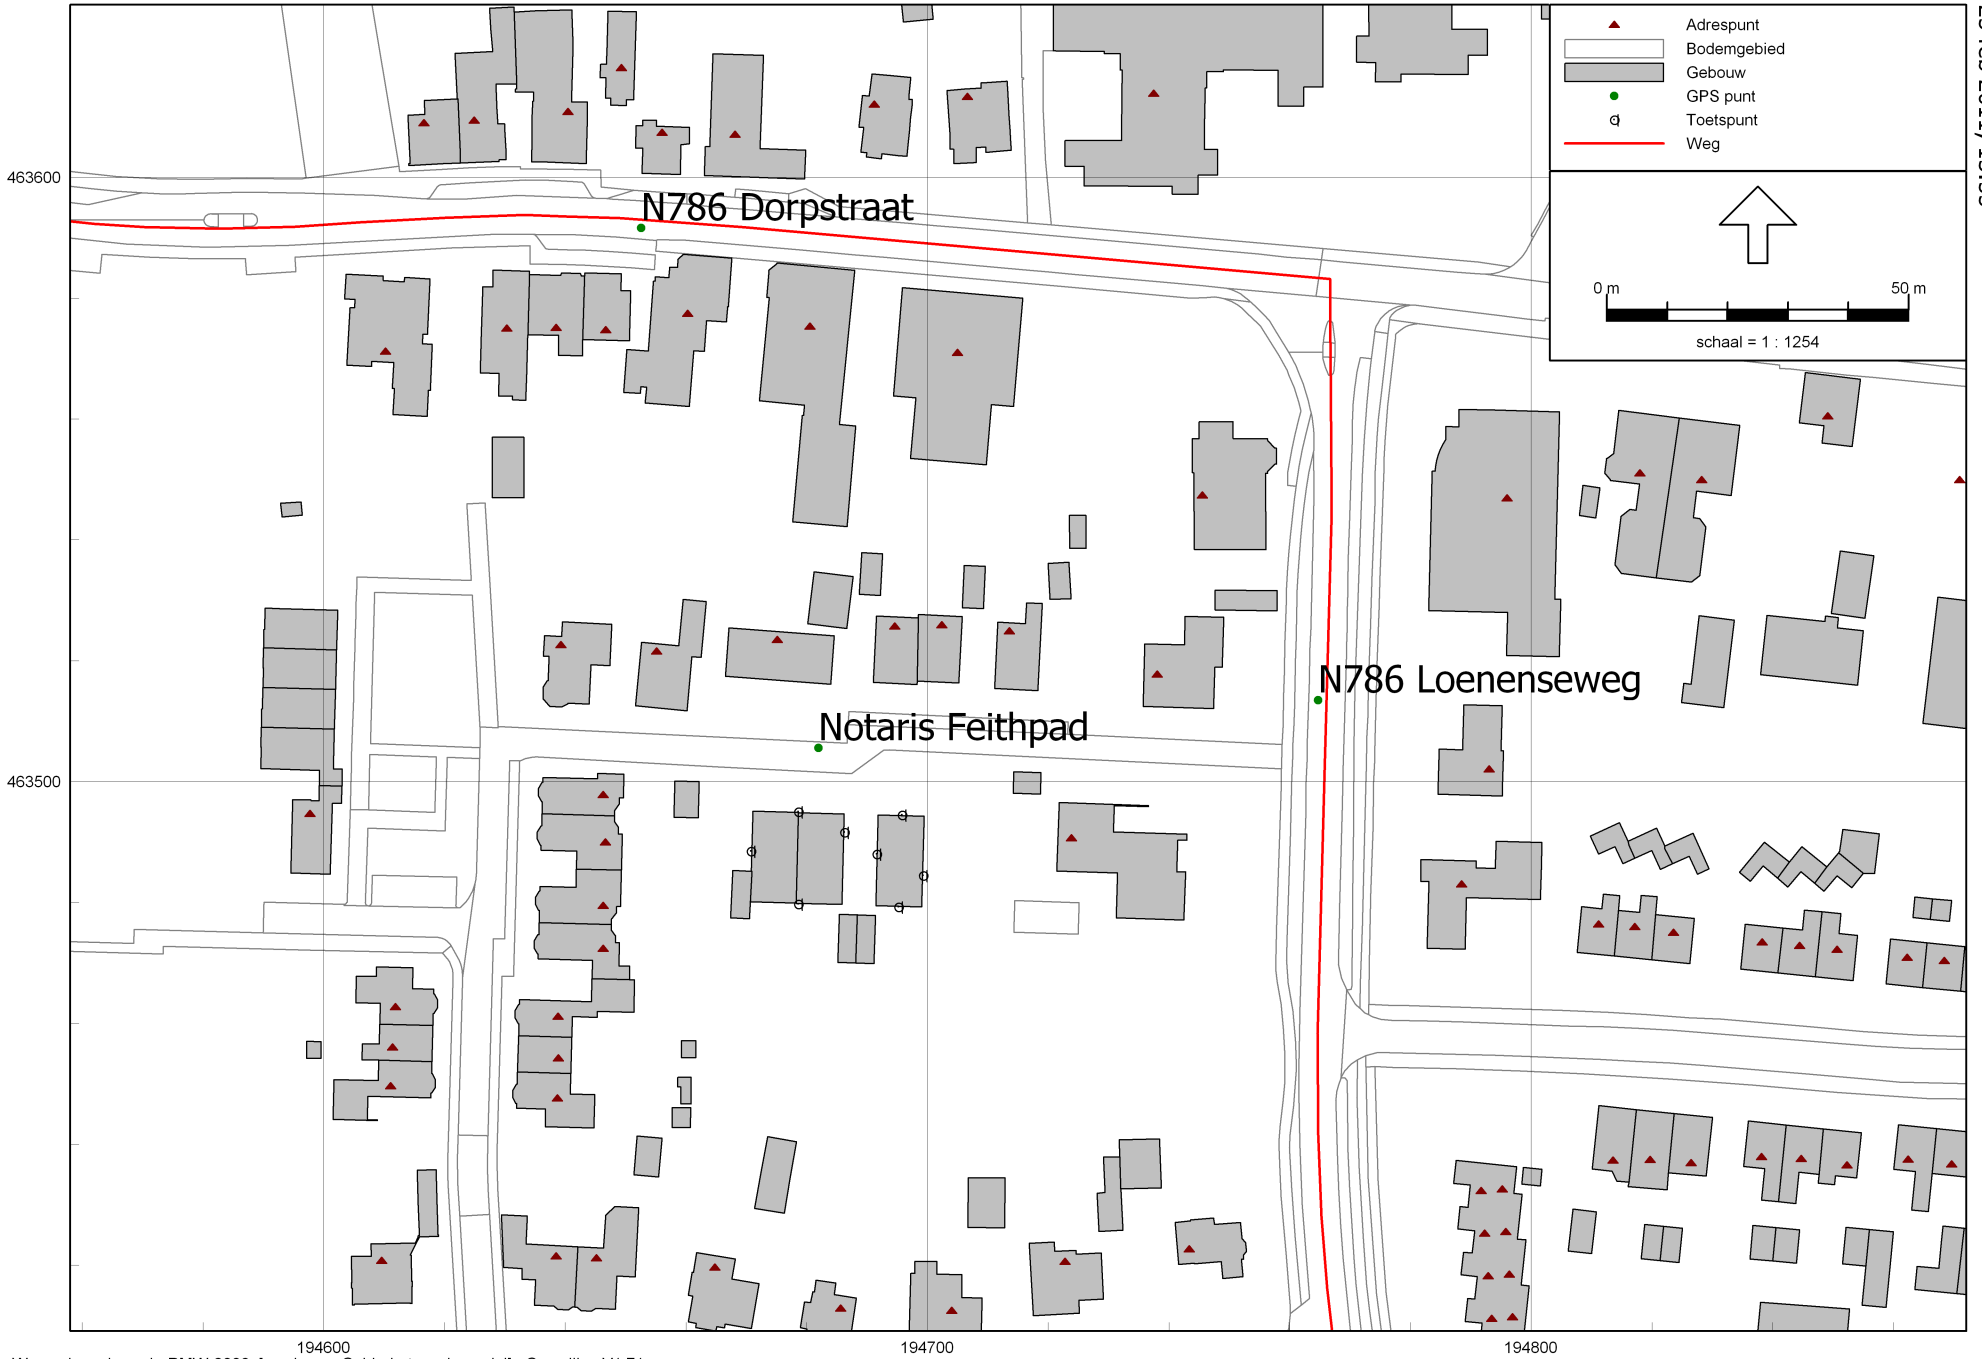 Adrespunt
Bodemgebied
Gebouw
GPS punt
Toetspunt
Weg
0 m
50 m
schaal = 1 : 1254
463600
N786 Dorpstraat
N786 Loenenseweg
Notaris Feithpad
463500
194600
194700
194800